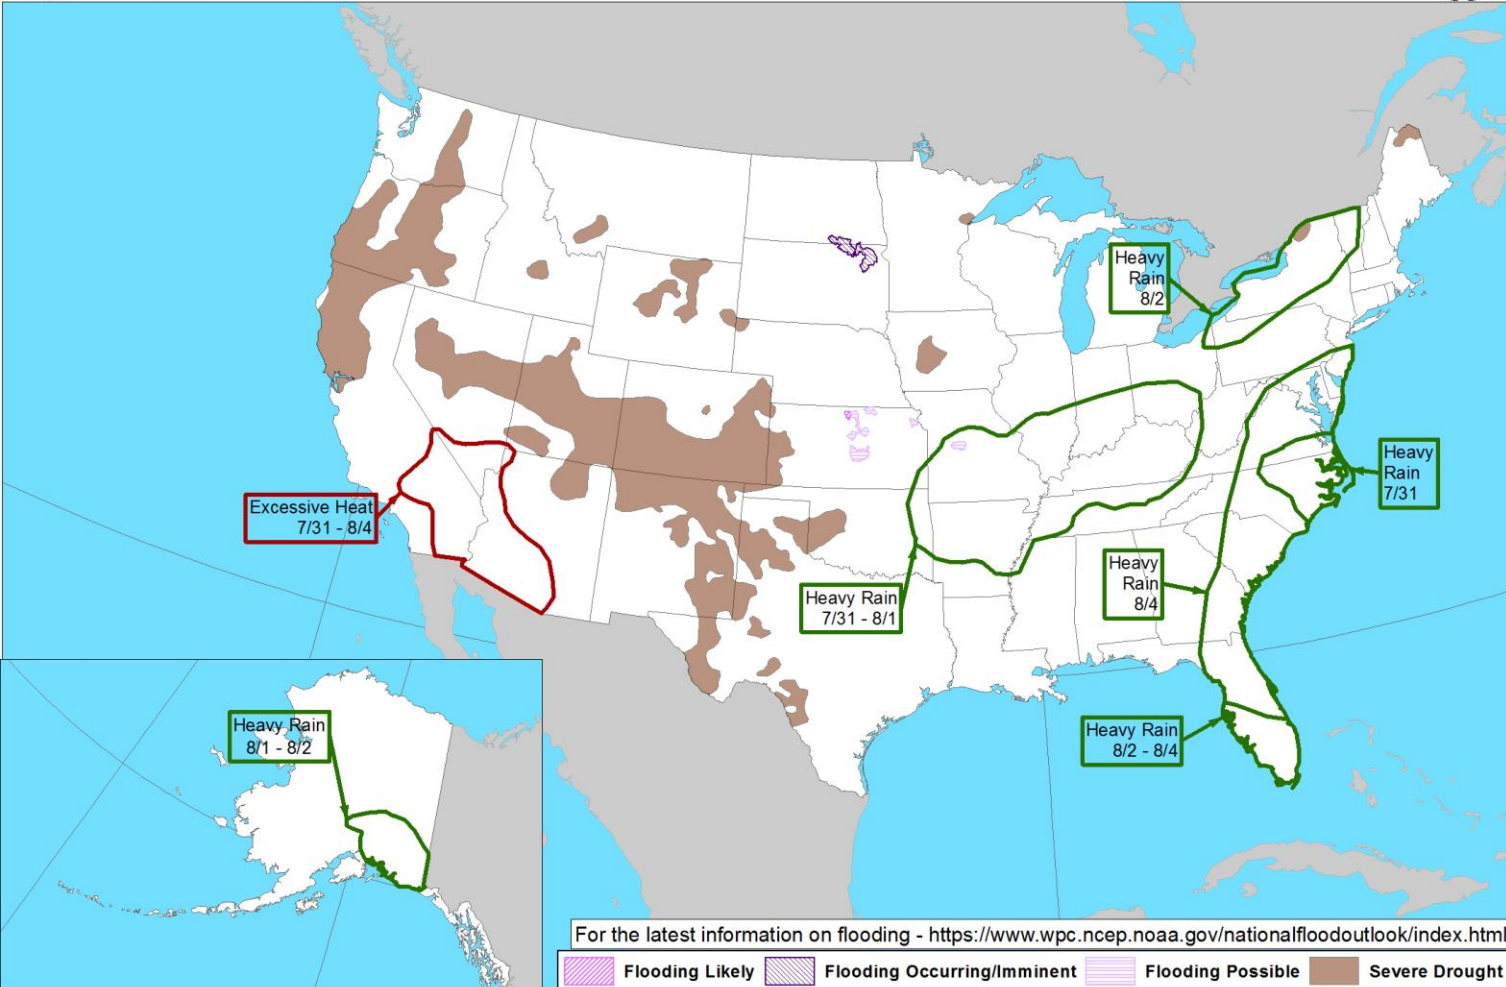 Heavy
Rain
8/2
Heavy
Rain
7/31
Excessive Heat
7/31 - 8/4
Heavy
Rain
8/4
Heavy Rain
7/31 - 8/1
Heavy Rain
8/2 - 8/4
Heavy Rain
8/1 - 8/2
For the latest information on flooding - https://www.wpc.ncep.noaa.gov/nationalfloodoutlook/index.html
Flooding Likely
Flooding Occurring/Imminent
Flooding Possible
Severe Drought